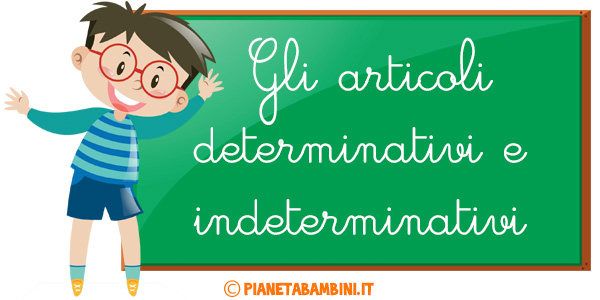 Gli articoli
determinativi e
indeterminativi
© PIANETABAMBINI.IT